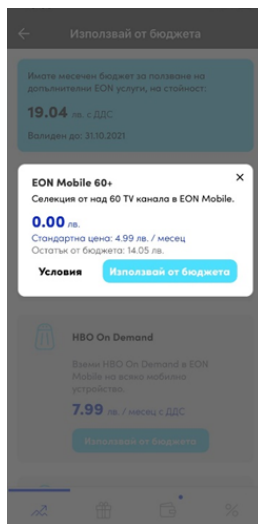 Използвай от бюджета
Имате месечен бюджет за ползване на
допълнителни EON услуги, на стойност:
19.04 лв. с ДДС
Валиден до: 31.10.2021
EON Mobile 60+
Селекция от над 60 TV канала в EON Mobile.
0.00 лв.
Стандартна цена: 4.99 лв. / месец
Остатък от бюджета: 14.05 лв.
Условия
Използвай от бюджета
HBO On Demand
Вземи HBO On Demand в EON
Mobile на всяко мобилно
устройство.
7.99 лв. / месец с ДДС
Използвай от бюджета